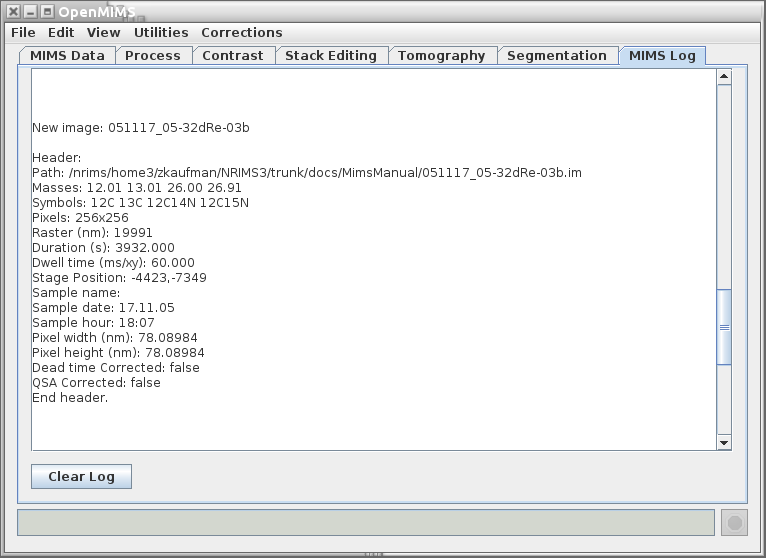 OpenMIMS
File Edit View Utilities Corrections
MIMS Data Process Contrast Stack Editing Tomography Segmentation MIMS Log
New image: 051117_05-32dRe-03b
Header:
Path: /nrims/home3/zkaufman/NRIMS3/trunk/docs/MimsManual/051117_05-32dRe-03b.im
Masses: 12.01 13.01 26.00 26.91
Symbols: 12C 13C 12C14N 12C15N
Pixels: 256x256
Raster (nm): 19991
Duration (s): 3932.000
Dwell time (ms/xy): 60.000
Stage Position: -4423,-7349
Sample name:
Sample date: 17.11.05
Sample hour: 18:07
Pixel width (nm): 78.08984
Pixel height (nm): 78.08984
Dead time Corrected: false
QSA Corrected: false
End header.
Clear Log